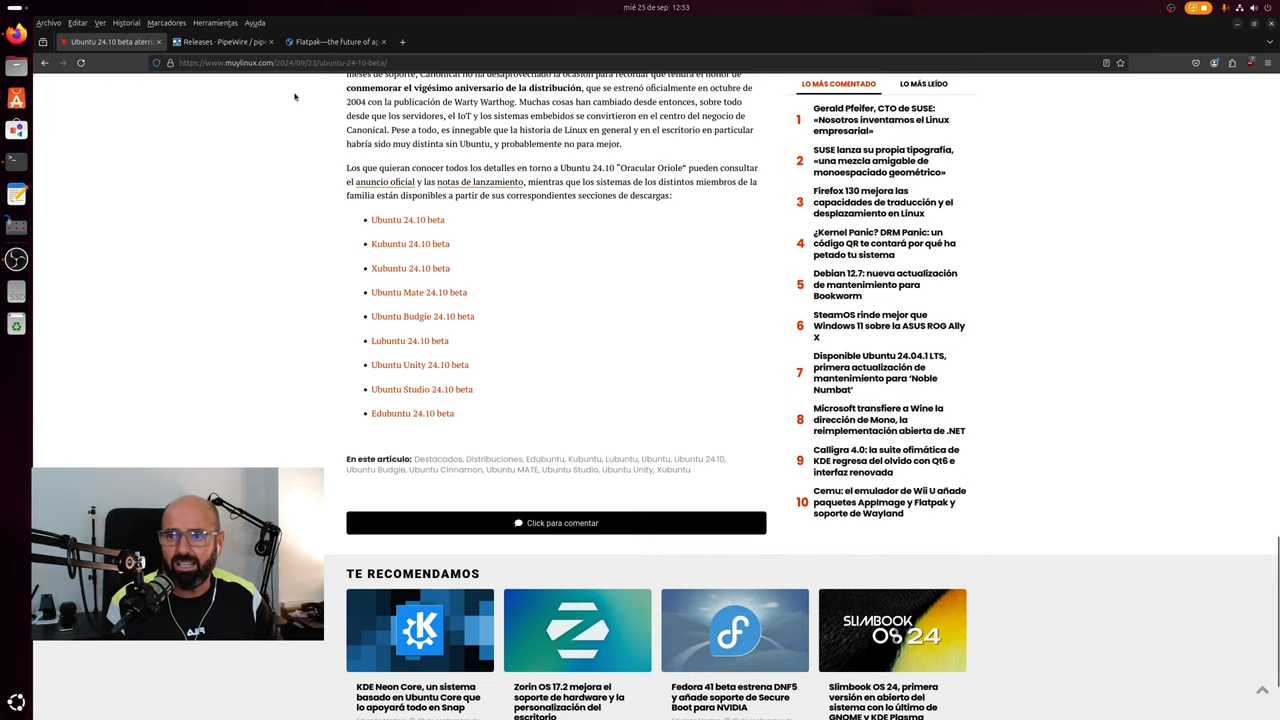 mié 25 de sep 12:53
Archivo Editar Ver Historial Marcadores Herramientas Ayuda
Ubuntu 24.10 beta aterri
Releases · PipeWire / pipe
Flatpak—the future of ap
https://www.muylinux.com/2024/09/23/ubuntu-24-10-beta/
meses de soporte, Canonical no ha desaprovechado la ocasión para recordar que tendrá el honor de
conmemorar el vigésimo aniversario de la distribución, que se estrenó oficialmente en octubre de
2004 con la publicación de Warty Warthog. Muchas cosas han cambiado desde entonces, sobre todo
desde que los servidores, el IoT y los sistemas embebidos se convirtieron en el centro del negocio de
Canonical. Pese a todo, es innegable que la historia de Linux en general y en el escritorio en particular
habría sido muy distinta sin Ubuntu, y probablemente no para mejor.
Los que quieran conocer todos los detalles en torno a Ubuntu 24.10 “Oracular Oriole” pueden consultar
el anuncio oficial y las notas de lanzamiento, mientras que los sistemas de los distintos miembros de la
familia están disponibles a partir de sus correspondientes secciones de descargas:
• Ubuntu 24.10 beta
• Kubuntu 24.10 beta
• Xubuntu 24.10 beta
• Ubuntu Mate 24.10 beta
• Ubuntu Budgie 24.10 beta
• Lubuntu 24.10 beta
• Ubuntu Unity 24.10 beta
• Ubuntu Studio 24.10 beta
• Edubuntu 24.10 beta
En este artículo: Destacados, Distribuciones, Edubuntu, Kubuntu, Lubuntu, Ubuntu, Ubuntu 24.10,
Ubuntu Budgie, Ubuntu Cinnamon, Ubuntu MATE, Ubuntu Studio, Ubuntu Unity, Xubuntu
Click para comentar
LO MÁS COMENTADO LO MÁS LEÍDO
1 Gerald Pfeifer, CTO de SUSE:
«Nosotros inventamos el Linux
empresarial»
2 SUSE lanza su propia tipografía,
«una mezcla amigable de
monoespaciado geométrico»
3 Firefox 130 mejora las
capacidades de traducción y el
desplazamiento en Linux
4 ¿Kernel Panic? DRM Panic: un
código QR te contará por qué ha
petado tu sistema
5 Debian 12.7: nueva actualización
de mantenimiento para
Bookworm
6 SteamOS rinde mejor que
Windows 11 sobre la ASUS ROG Ally
X
7 Disponible Ubuntu 24.04.1 LTS,
primera actualización de
mantenimiento para ‘Noble
Numbat’
8 Microsoft transfiere a Wine la
dirección de Mono, la
reimplementación abierta de .NET
9 Calligra 4.0: la suite ofimática de
KDE regresa del olvido con Qt6 e
interfaz renovada
10 Cemu: el emulador de Wii U añade
paquetes AppImage y Flatpak y
soporte de Wayland
SSD
TE RECOMENDAMOS
SLIMBOOK
OS 24
KDE Neon Core, un sistema
basado en Ubuntu Core que
lo apoyará todo en Snap
Zorin OS 17.2 mejora el
soporte de hardware y la
personalización del
escritorio
Fedora 41 beta estrena DNF5
y añade soporte de Secure
Boot para NVIDIA
Slimbook OS 24, primera
versión en abierto del
sistema con lo último de
GNOME y KDE Plasma